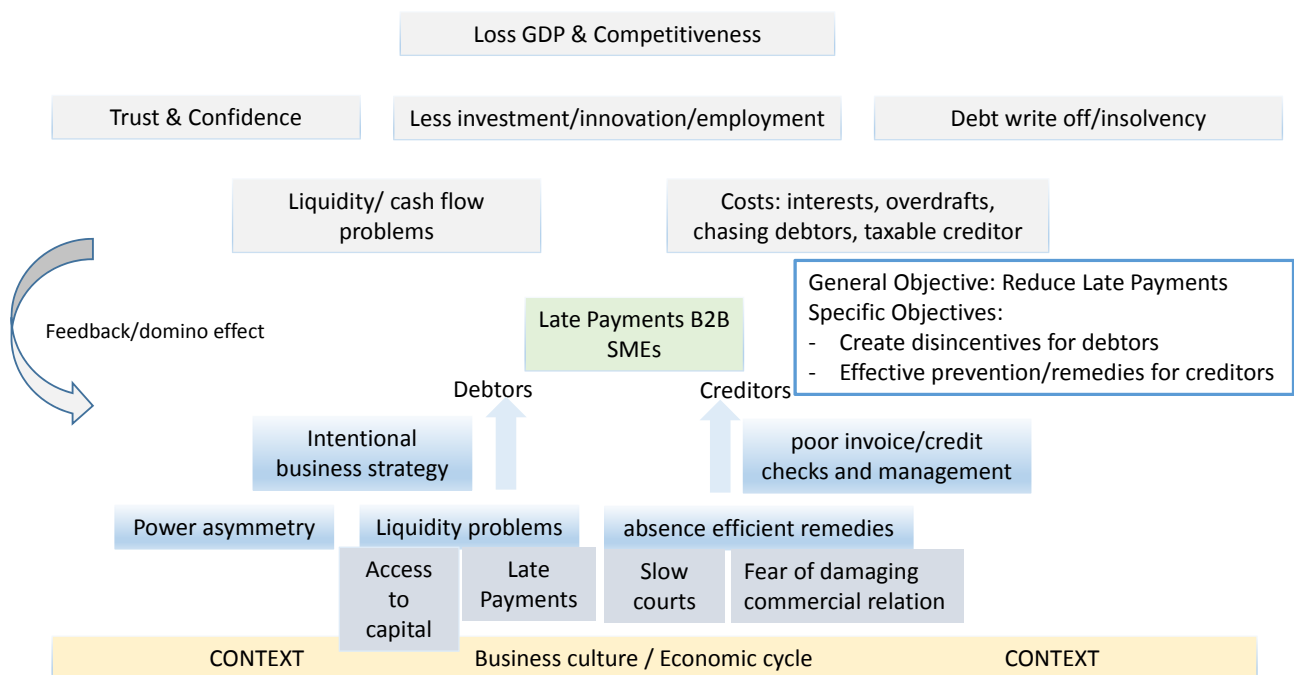 Loss GDP & Competitiveness
Trust & Confidence
Less investment/innovation/employment
Debt write off/insolvency
Liquidity/ cash flow
problems
Costs: interests, overdrafts,
chasing debtors, taxable creditor
General Objective: Reduce Late Payments
Specific Objectives:
- Create disincentives for debtors
- Effective prevention/remedies for creditors
Feedback/domino effect
Late Payments B2B
SMEs
Debtors
Creditors
Intentional
business strategy
poor invoice/credit
checks and management
Power asymmetry
Liquidity problems
absence efficient remedies
Access
to
capital
Late
Payments
Slow
courts
Fear of damaging
commercial relation
CONTEXT
Business culture / Economic cycle
CONTEXT